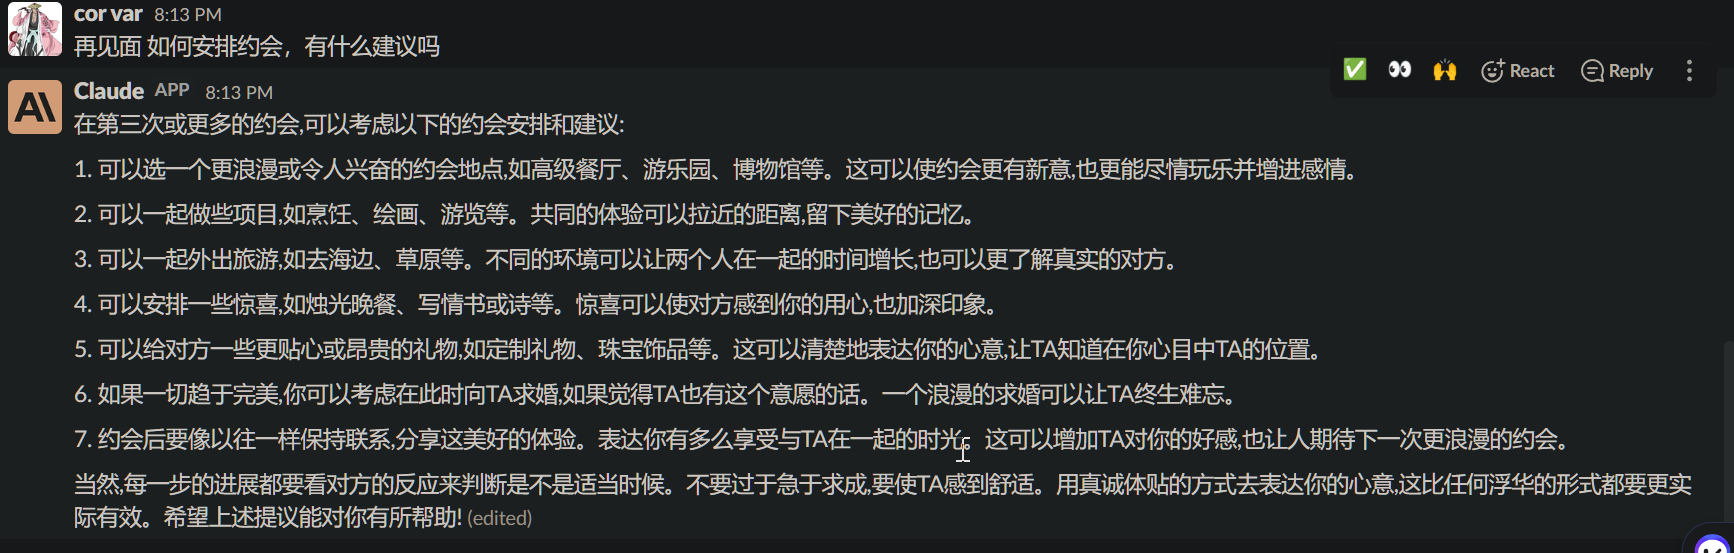 cor var 8:13 PM
再见面 如何安排约会，有什么建议吗
React Reply
Claude APP 8:13 PM
在第三次或更多的约会,可以考虑以下的约会安排和建议:
1. 可以选一个更浪漫或令人兴奋的约会地点,如高级餐厅、游乐园、博物馆等。这可以使约会更有新意,也更能尽情玩乐并增进感情。
2. 可以一起做些项目,如烹饪、绘画、游览等。共同的体验可以拉近的距离,留下美好的记忆。
3. 可以一起外出旅游,如去海边、草原等。不同的环境可以让两个人在一起的时间增长,也可以更了解真实的对方。
4. 可以安排一些惊喜,如烛光晚餐、写情书或诗等。惊喜可以使对方感到你的用心,也加深印象。
5. 可以给对方一些更贴心或昂贵的礼物,如定制礼物、珠宝饰品等。这可以清楚地表达你的心意,让TA知道在你心目中TA的位置。
6. 如果一切趋于完美,你可以考虑在此时向TA求婚,如果觉得TA也有这个意愿的话。一个浪漫的求婚可以让TA终生难忘。
7. 约会后要像以往一样保持联系,分享这美好的体验。表达你有多么享受与TA在一起的时光。这可以增加TA对你的好感,也让人期待下一次更浪漫的约会。
当然,每一步的进展都要看对方的反应来判断是不是适当时候。不要过于急于求成,要使TA感到舒适。用真诚体贴的方式去表达你的心意,这比任何浮华的形式都要更实
际有效。希望上述提议能对你有所帮助! (edited)